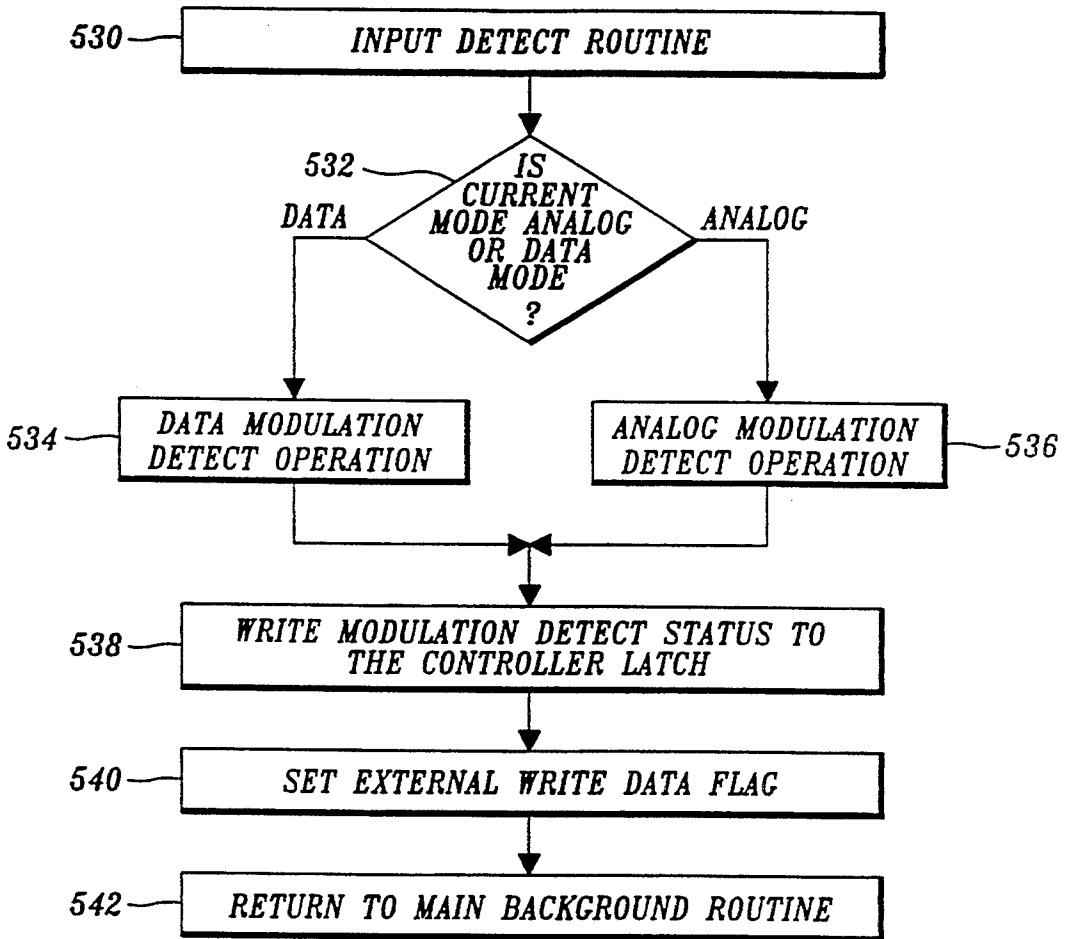 530
INPUT DETECT ROUTINE
532
IS
CURRENT
MODE ANALOG
OR DATA
MODE
?
DATA
ANALOG
534
DATA MODULATION
DETECT OPERATION
ANALOG MODULATION
DETECT OPERATION
536
538
WRITE MODULATION DETECT STATUS TO
THE CONTROLLER LATCH
540
SET EXTERNAL WRITE DATA FLAG
542
RETURN TO MAIN BACKGROUND ROUTINE